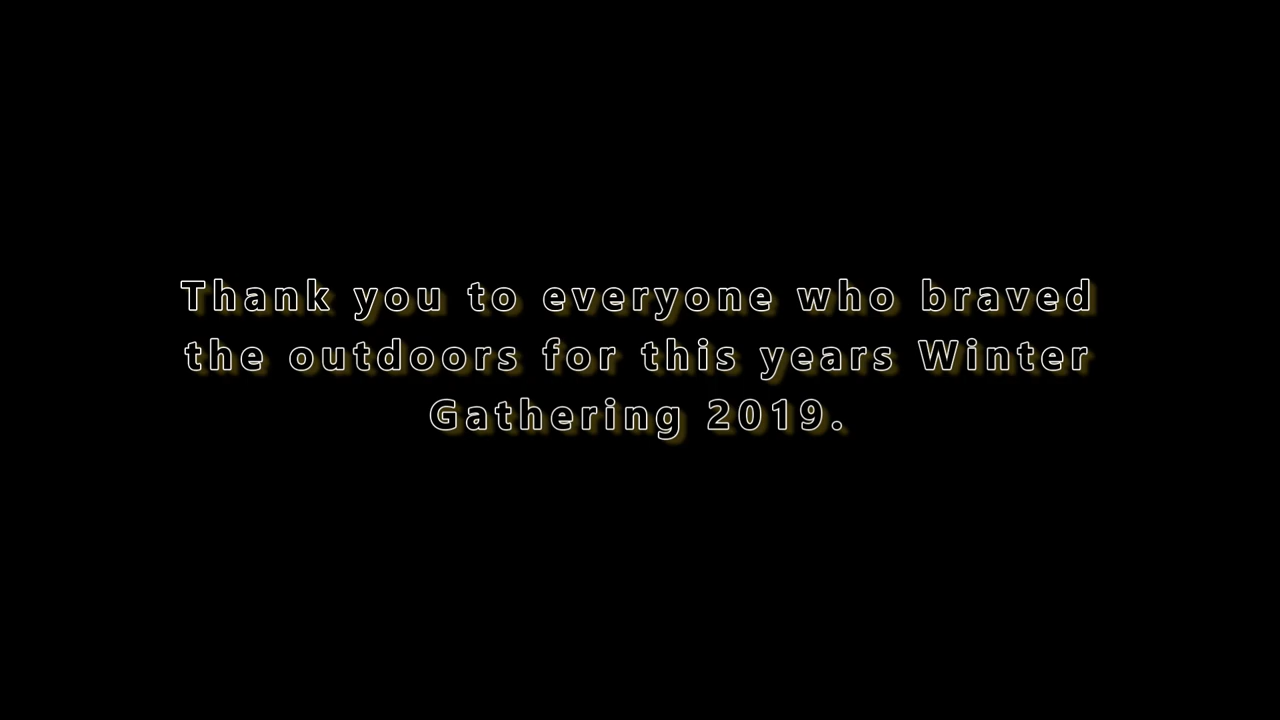 Thank you to everyone who braved
the outdoors for this years Winter
Gathering 2019.